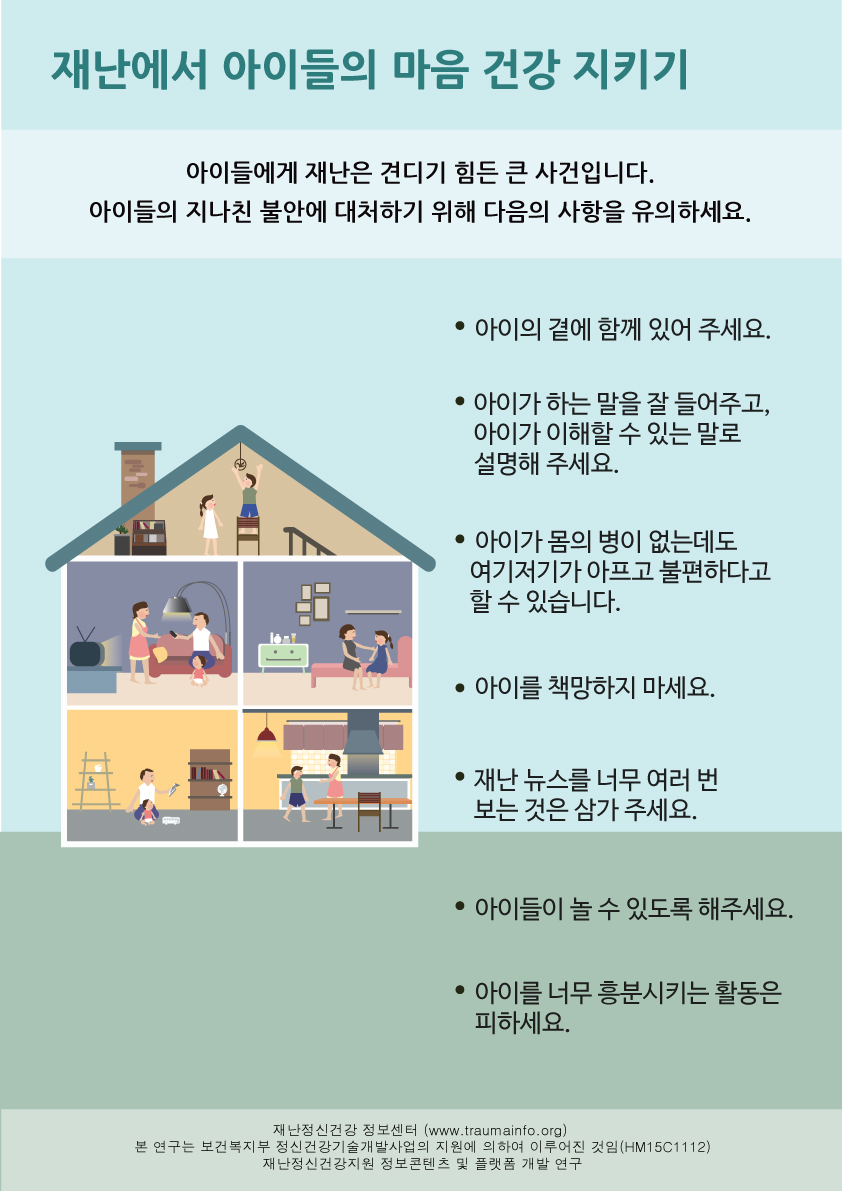 재난에서 아이들의 마음 건강 지키기
아이들에게 재난은 견디기 힘든 큰 사건입니다.
아이들의 지나친 불안에 대처하기 위해 다음의 사항을 유의하세요.
• 아이의 곁에 함께 있어 주세요.
• 아이가 하는 말을 잘 들어주고,
아이가 이해할 수 있는 말로
설명해 주세요.
• 아이가 몸의 병이 없는데도
여기저기가 아프고 불편하다고
할 수 있습니다.
• 아이를 책망하지 마세요.
• 재난 뉴스를 너무 여러 번
보는 것은 삼가 주세요.
• 아이들이 놀 수 있도록 해주세요.
• 아이를 너무 흥분시키는 활동은
피하세요.
재난정신건강 정보센터 (www.traumainfo.org)
본 연구는 보건복지부 정신건강기술개발사업의 지원에 의하여 이루어진 것임(HM15C1112)
재난정신건강지원 정보콘텐츠 및 플랫폼 개발 연구